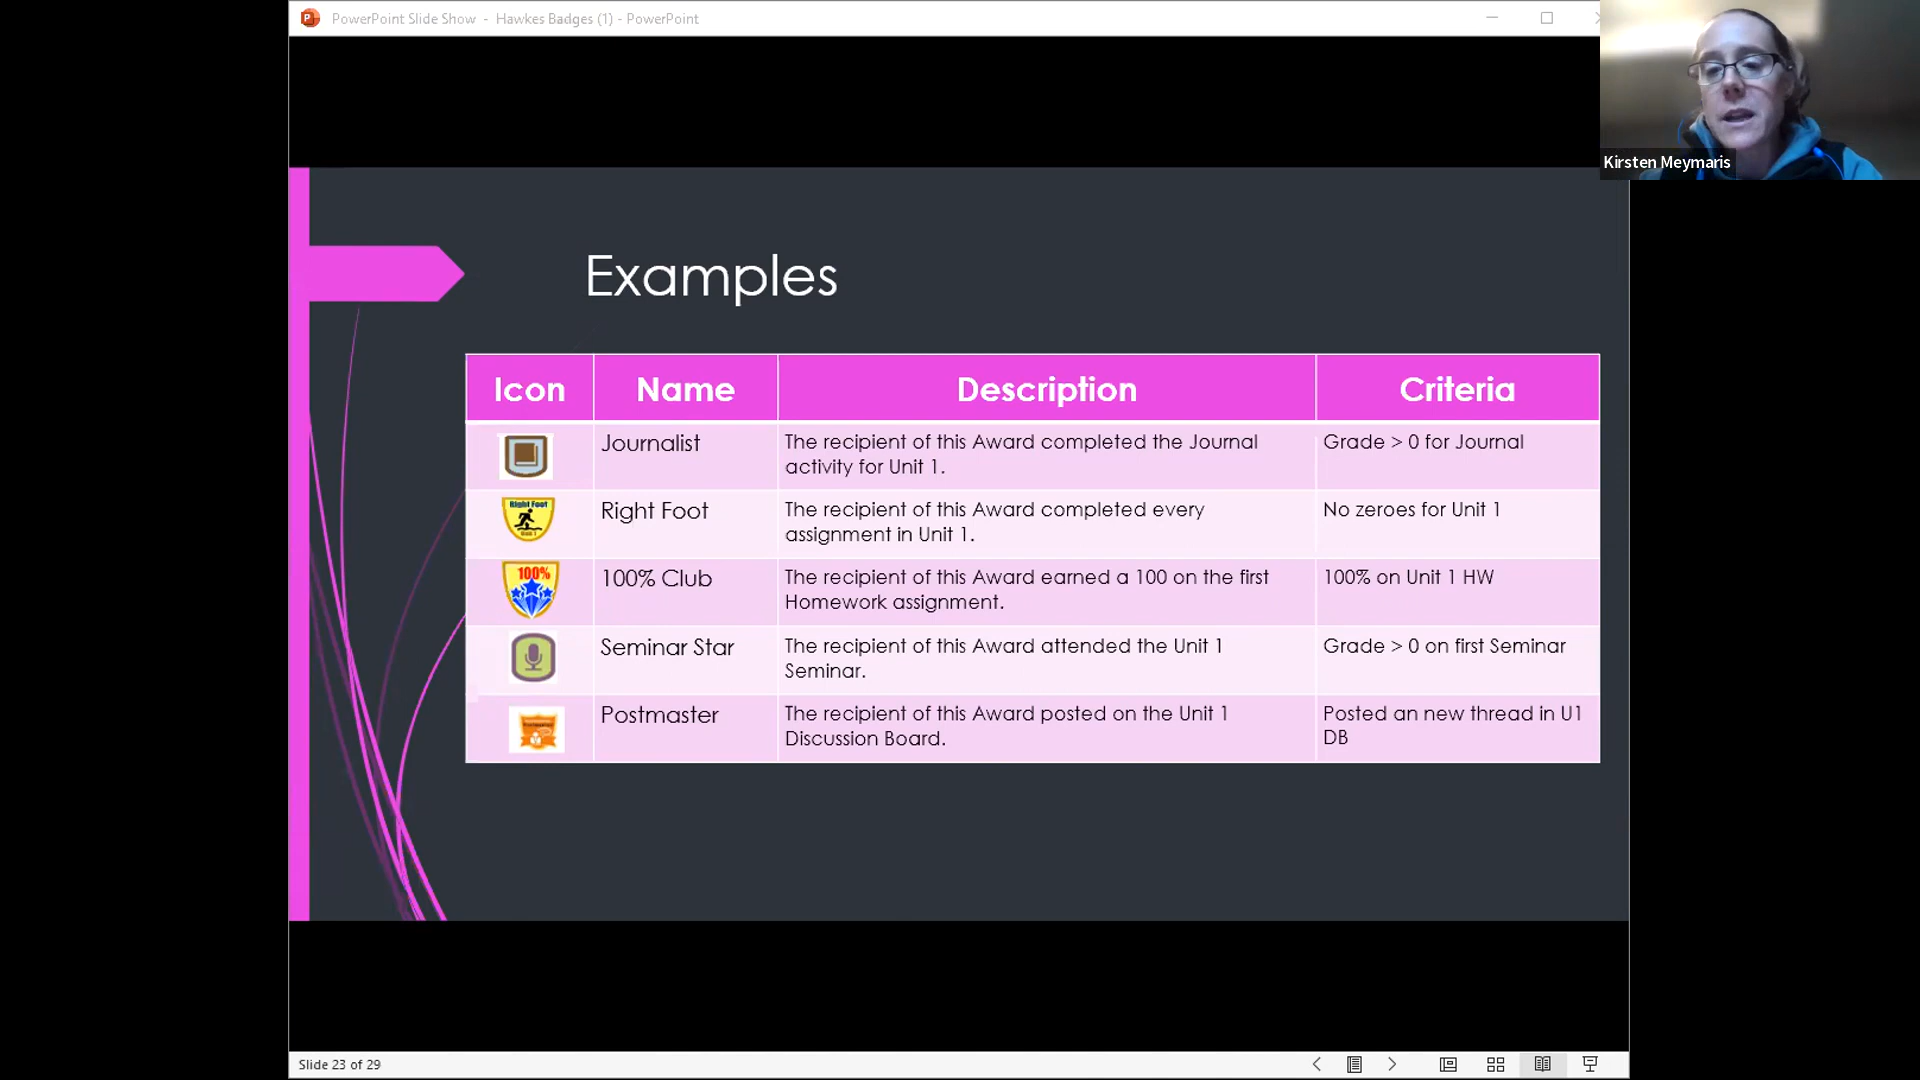 PowerPoint Slide Show - Hawkes Badges (1) - PowerPoint
Kirsten Meymaris
Examples
Icon Name Description Criteria
Journalist
The recipient of this Award completed the Journal
activity for Unit 1.
Grade > 0 for Journal
Right Foot
Right Foot
The recipient of this Award completed every
assignment in Unit 1.
No zeroes for Unit 1
100%
100% Club
The recipient of this Award earned a 100 on the first
Homework assignment.
100% on Unit 1 HW
Seminar Star
The recipient of this Award attended the Unit 1
Seminar.
Grade > 0 on first Seminar
Postmaster
The recipient of this Award posted on the Unit 1
Discussion Board.
Posted an new thread in U1
DB
Slide 23 of 29